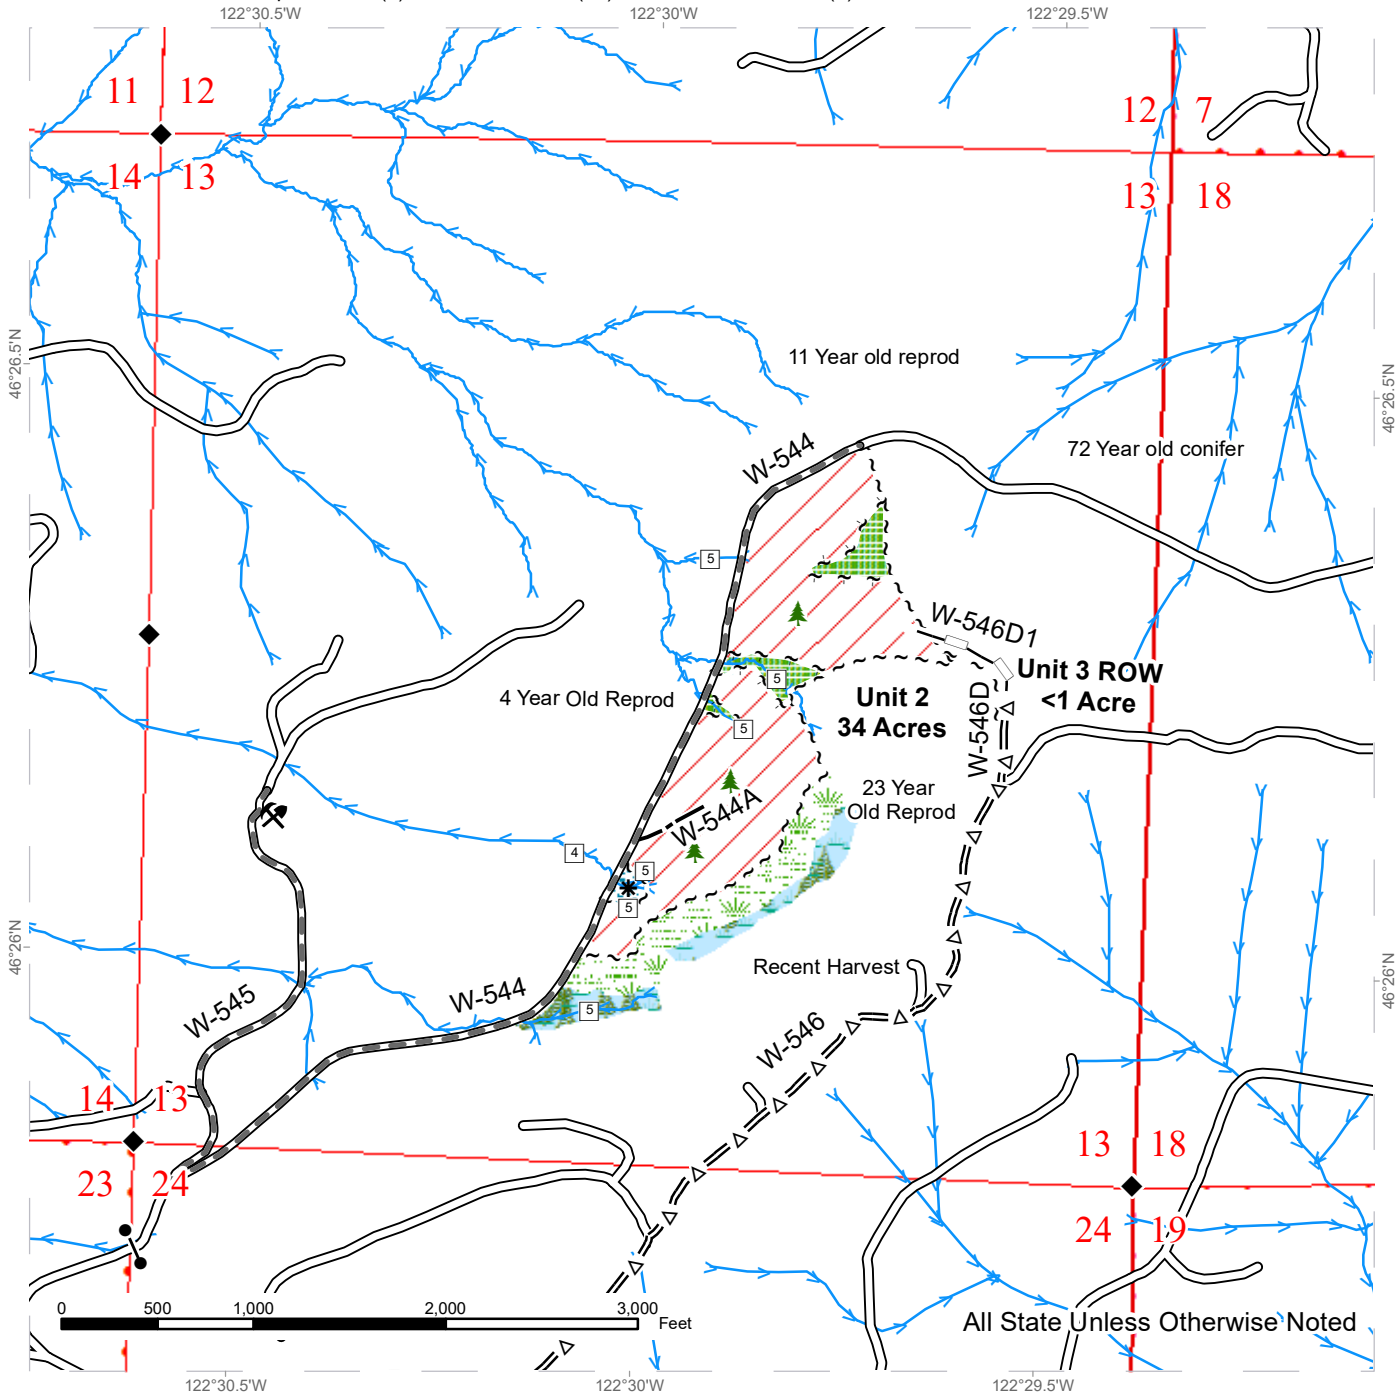 122°30.5'W
122°30'W
122°29.5'W
11
12
12
7
14
13
13
18
46°26.5'N
46°26.5'N
11 Year old reprod
W-544
72 Year old conifer
5
W-546D1
Unit 3 ROW
<1 Acre
5
4 Year Old Reprod
Unit 2
34 Acres
W-546D
5
23 Year
Old Reprod
W-544A
4
5
5
46°26'N
46°26'N
Recent Harvest
W-544
5
W-545
W-546
14
13
13
18
23
24
24
19
0
500
1,000
2,000
3,000
Feet
All State Unless Otherwise Noted
122°30.5'W
122°30'W
122°29.5'W